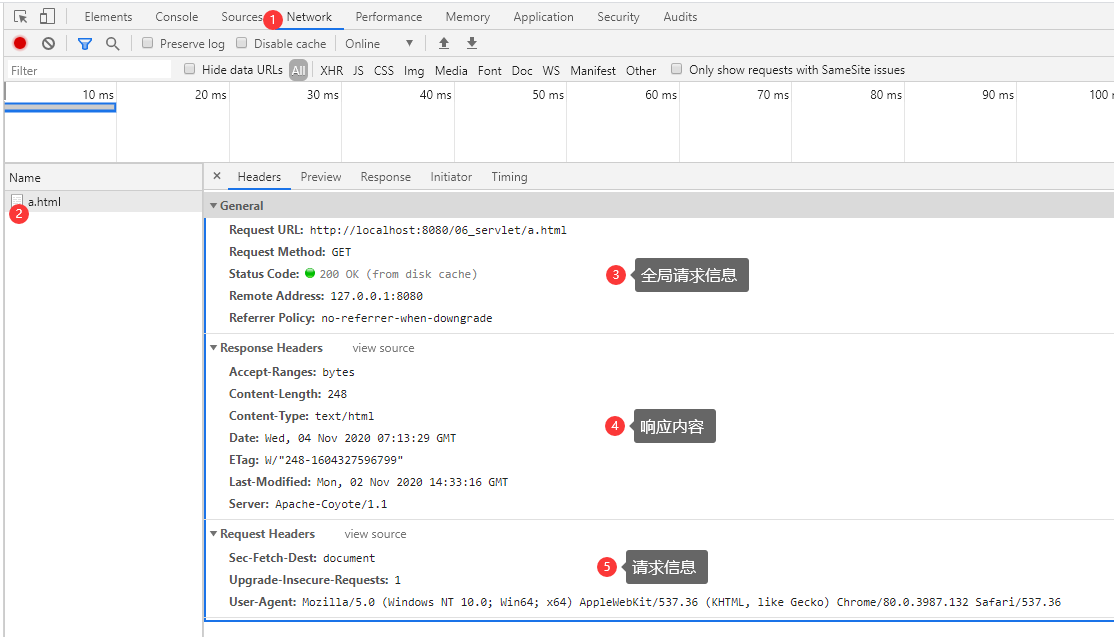 Elements Console Sources 1 Network Performance Memory Application Security Audits
Preserve log Disable cache Online
Filter Hide data URLs All XHR JS CSS Img Media Font Doc WS Manifest Other Only show requests with SameSite issues
10 ms 20 ms 30 ms 40 ms 50 ms 60 ms 70 ms 80 ms 90 ms 100
Name × Headers Preview Response Initiator Timing
a.html
2
General
Request URL: http://localhost:8080/06_servlet/a.html
Request Method: GET
Status Code: 200 OK (from disk cache)
3 全局请求信息
Remote Address: 127.0.0.1:8080
Referrer Policy: no-referrer-when-downgrade
Response Headers view source
Accept-Ranges: bytes
Content-Length: 248
Content-Type: text/html
4 响应内容
Date: Wed, 04 Nov 2020 07:13:29 GMT
ETag: W/"248-1604327596799"
Last-Modified: Mon, 02 Nov 2020 14:33:16 GMT
Server: Apache-Coyote/1.1
Request Headers view source
Sec-Fetch-Dest: document
5 请求信息
Upgrade-Insecure-Requests: 1
User-Agent: Mozilla/5.0 (Windows NT 10.0; Win64; x64) AppleWebKit/537.36 (KHTML, like Gecko) Chrome/80.0.3987.132 Safari/537.36